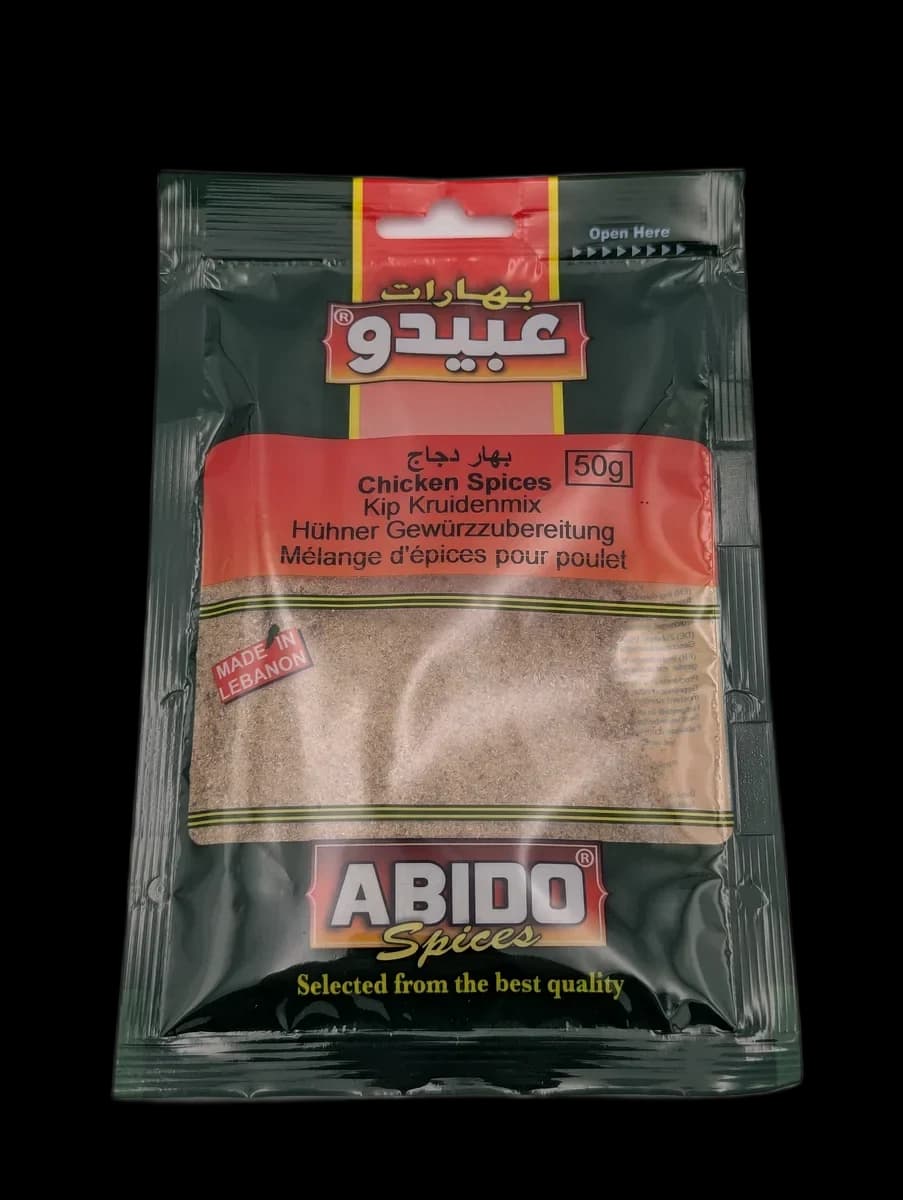 Open Here
بهارات
عبيدو®
بهار دجاج
50g
Chicken Spices
Kip Kruidenmix
Hühner Gewürzzubereitung
Mélange d'épices pour poulet
MADE IN
LEBANON
ABIDO®
Spices
Selected from the best quality